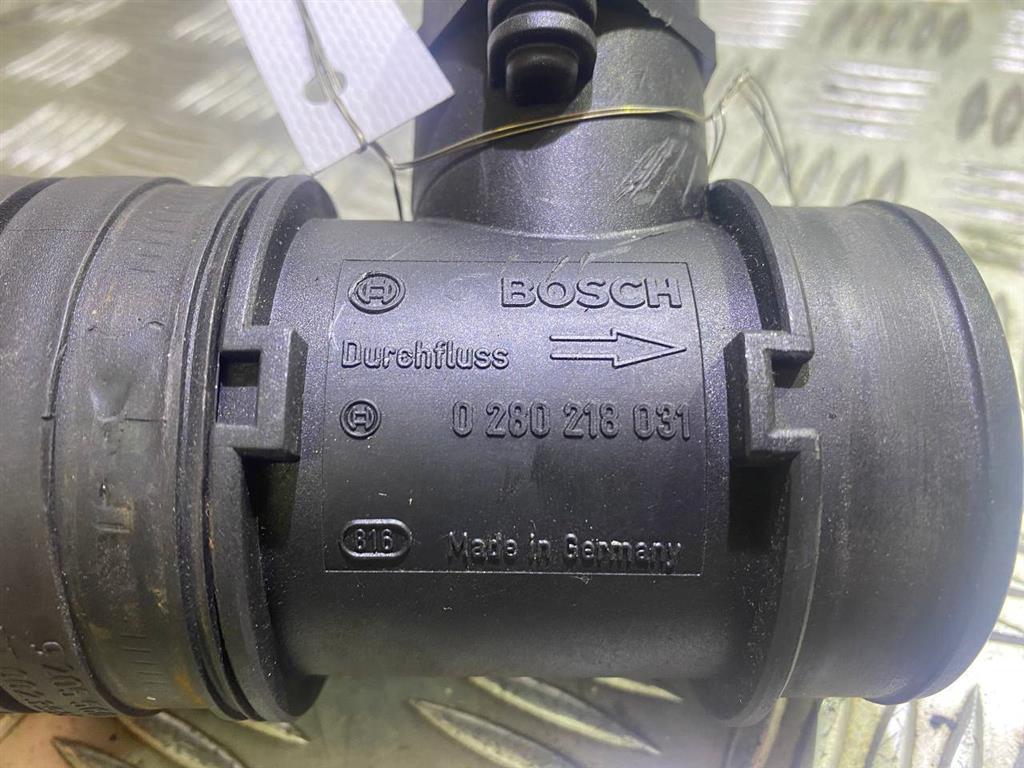 BOSCH
Durchfluss
0 280 218 031
816
Made in Germany